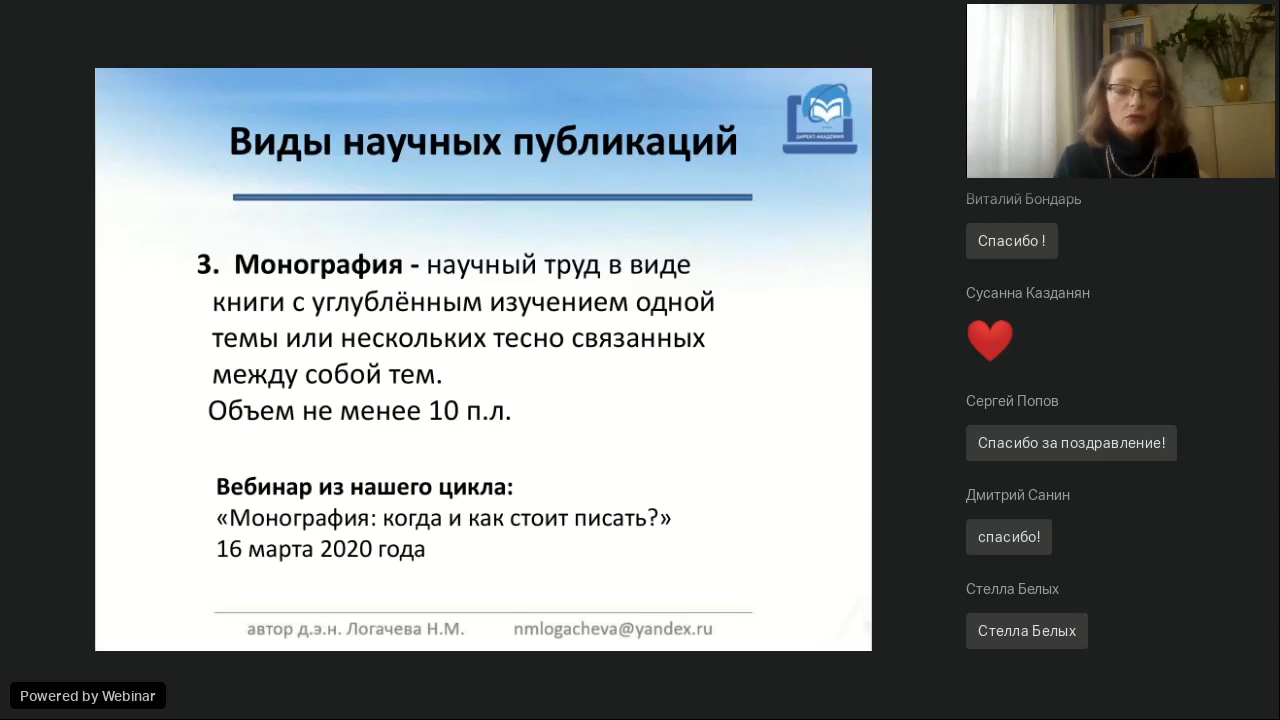 Виды научных публикаций
ДИРЕКТ-АКАДЕМИЯ
3. Монография - научный труд в виде
книги с углублённым изучением одной
темы или нескольких тесно связанных
между собой тем.
Объем не менее 10 п.л.
Вебинар из нашего цикла:
«Монография: когда и как стоит писать?»
16 марта 2020 года
автор д.э.н. Логачева Н.М. nmlogacheva@yandex.ru
Виталий Бондарь
Спасибо !
Сусанна Казданян
Сергей Попов
Спасибо за поздравление!
Дмитрий Санин
спасибо!
Стелла Белых
Стелла Белых
Powered by Webinar